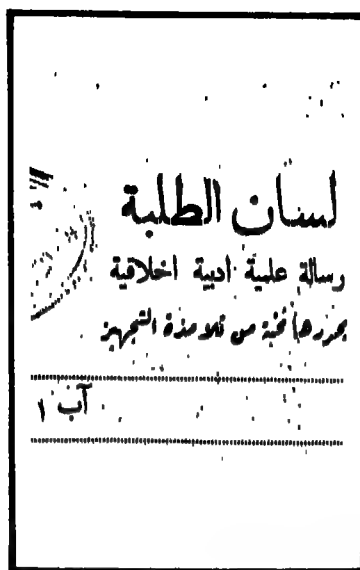 لسان الطلبة
رسالة علمية ادبية اخلاقية
يحررها نخبة من تلامذة التجهيز
آب ١